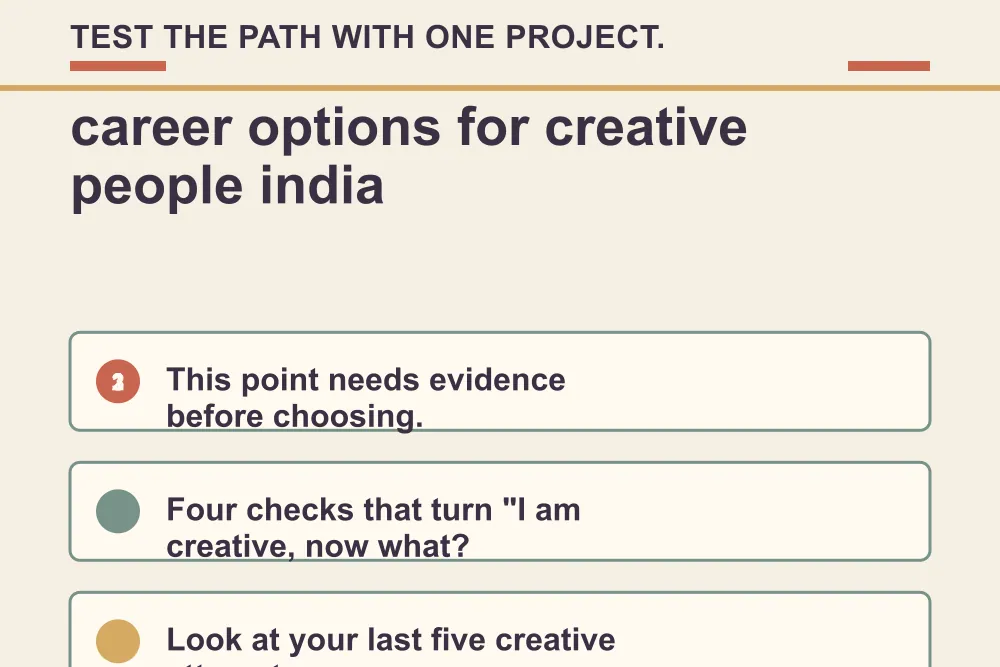 TEST THE PATH WITH ONE PROJECT.
career options for creative
people india
This point needs evidence
before choosing.
Four checks that turn "I am
creative, now what?
Look at your last five creative